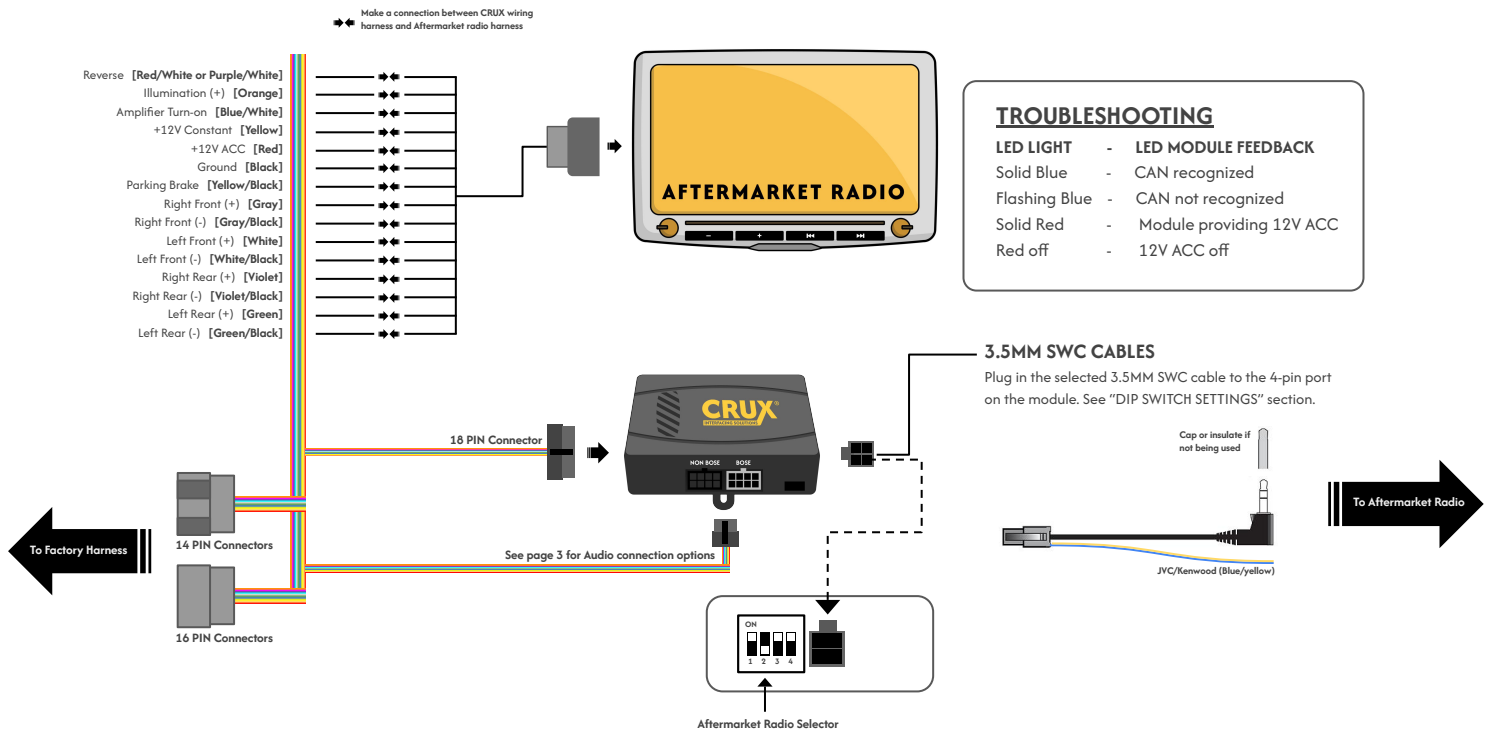 Make a connection between CRUX wiring
harness and Aftermarket radio harness
Reverse [Red/White or Purple/White]
Illumination (+) [Orange]
Amplifier Turn-on [Blue/White]
+12V Constant [Yellow]
+12V ACC [Red]
Ground [Black]
Parking Brake [Yellow/Black]
Right Front (+) [Gray]
Right Front (-) [Gray/Black]
Left Front (+) [White]
Left Front (-) [White/Black]
Right Rear (+) [Violet]
Right Rear (-) [Violet/Black]
Left Rear (+) [Green]
Left Rear (-) [Green/Black]
AFTERMARKET RADIO
TROUBLESHOOTING
LED LIGHT - LED MODULE FEEDBACK
Solid Blue - CAN recognized
Flashing Blue - CAN not recognized
Solid Red - Module providing 12V ACC
Red off - 12V ACC off
3.5MM SWC CABLES
Plug in the selected 3.5MM SWC cable to the 4-pin port
on the module. See “DIP SWITCH SETTINGS” section.
CRUX®
INTERFACING SOLUTIONS
NON BOSE BOSE
18 PIN Connector
14 PIN Connectors
16 PIN Connectors
To Factory Harness
See page 3 for Audio connection options
Cap or insulate if
not being used
To Aftermarket Radio
JVC/Kenwood (Blue/yellow)
ON
1 2 3 4
Aftermarket Radio Selector